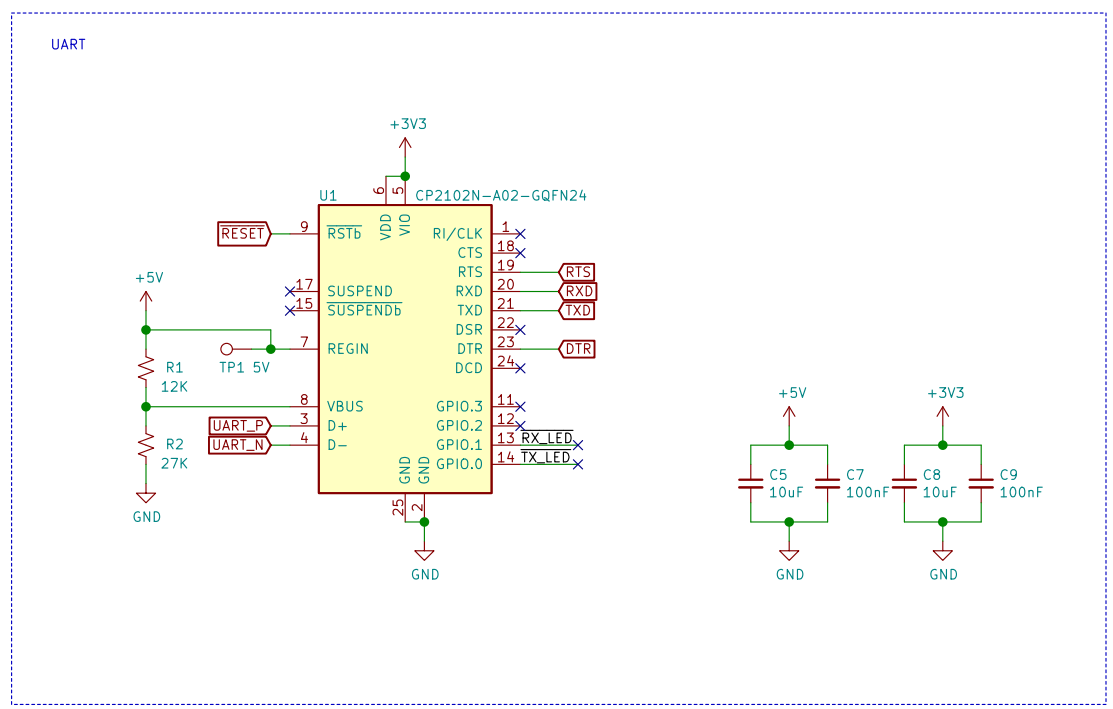 UART
+3V3
U1
CP2102N-A02-GQFN24
6
5
VDD
VIO
RESET
9
RSTb
RI/CLK
1
CTS
18
RTS
19
RTS
+5V
17
SUSPEND
RXD
20
RXD
15
SUSPENDb
TXD
21
TXD
DSR
22
7
REGIN
DTR
23
DTR
TP1 5V
R1
12K
DCD
24
8
VBUS
GPIO.3
11
UART_P
3
D+
GPIO.2
12
UART_N
4
D-
GPIO.1
13
RX_LED
R2
27K
GPIO.0
14
TX_LED
GND
GND
25
2
GND
GND
+5V
+3V3
C5
10uF
C7
100nF
C8
10uF
C9
100nF
GND
GND